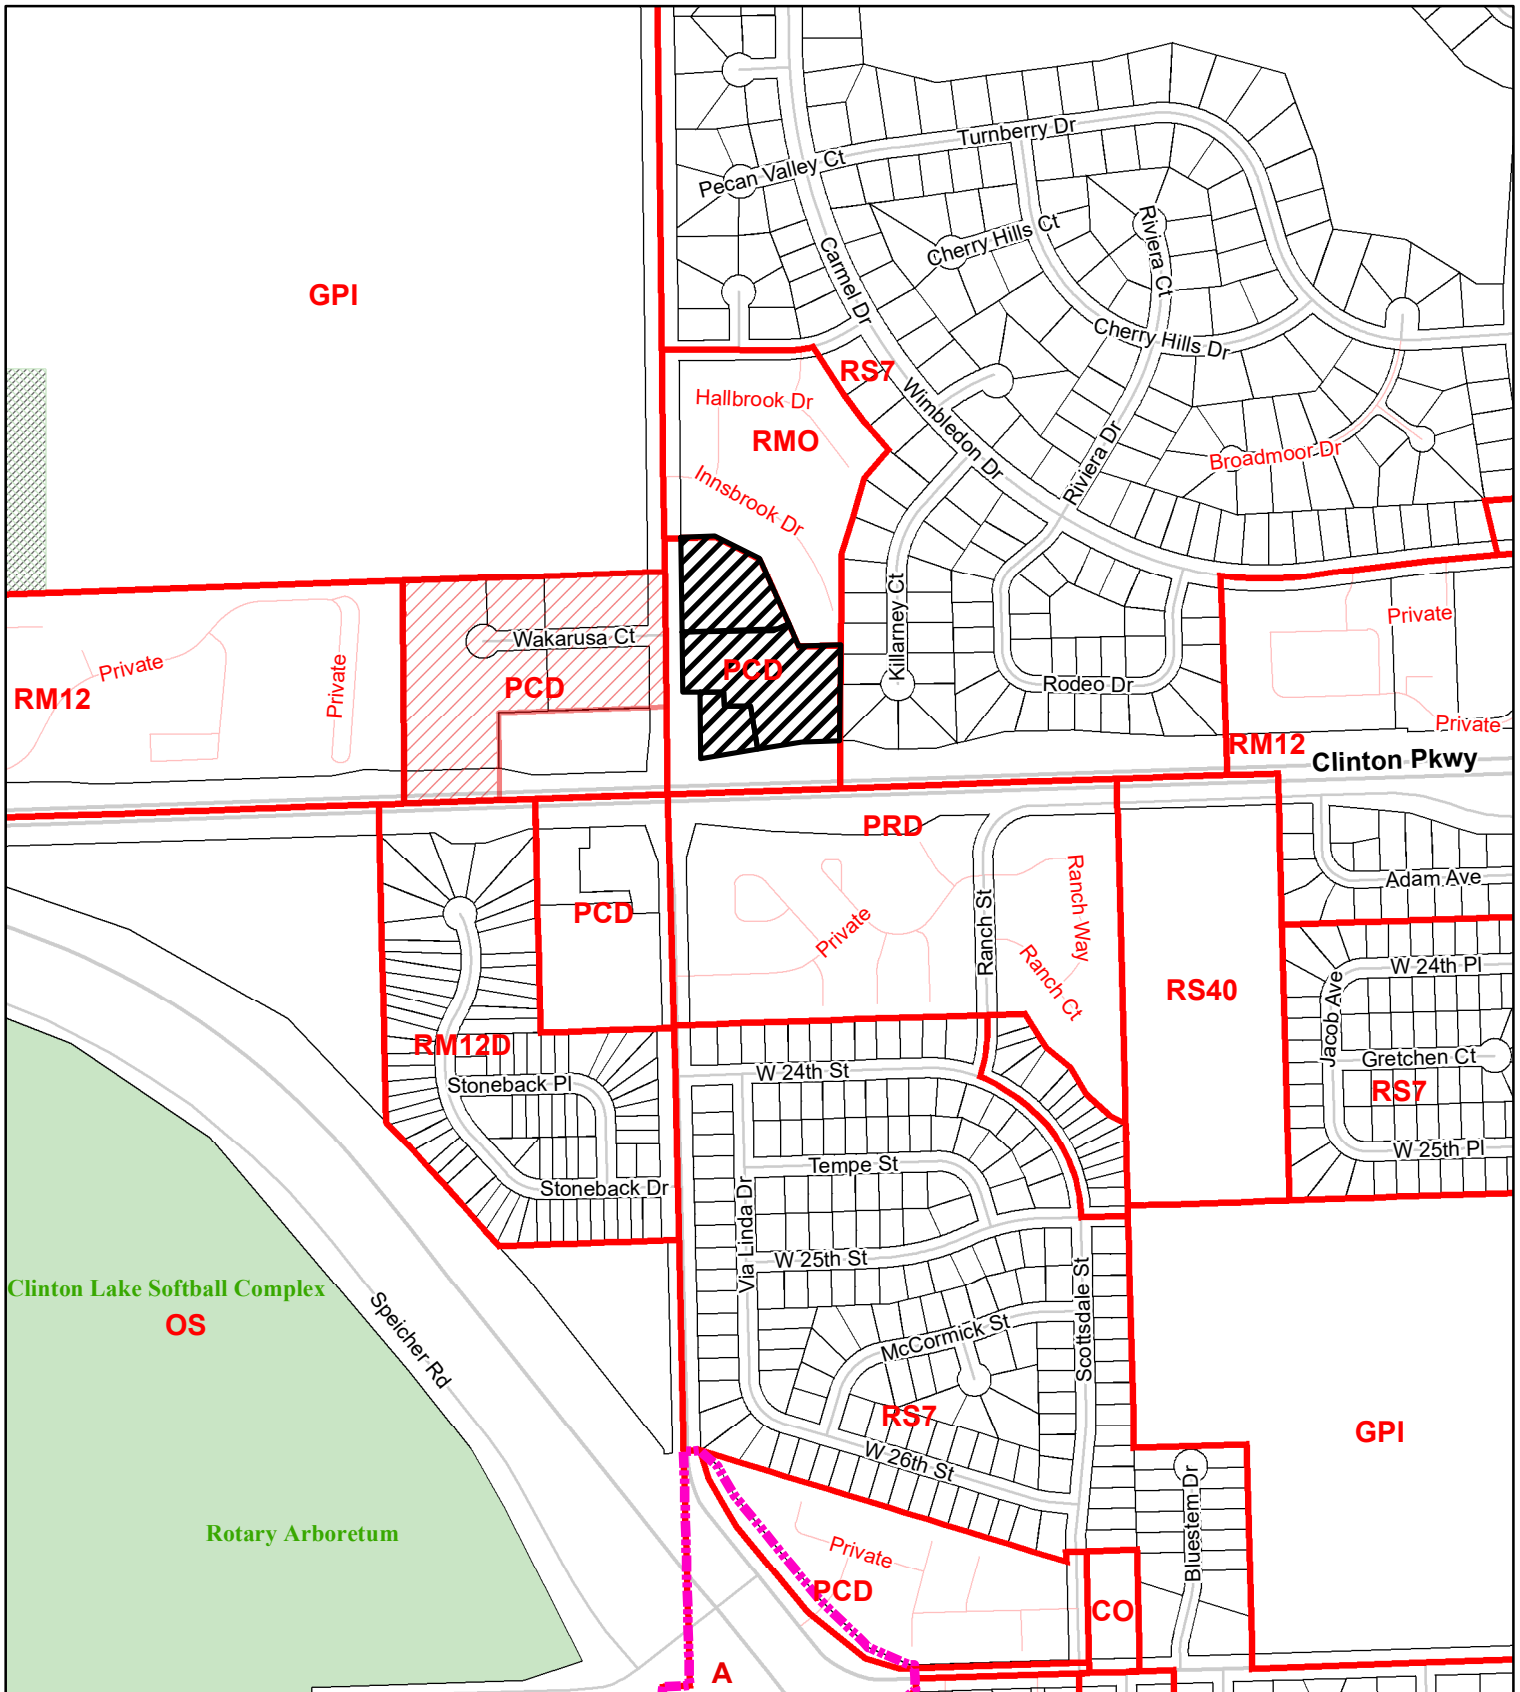 Turnberry Dr
Pecan Valley Ct
Cherry Hills Ct
Riviera Ct
Carmel Dr
GPI
Cherry Hills Dr
RS7
Hallbrook Dr
Wimbledon Dr
RMO
Riviera Dr
Broadmoor Dr
Innsbrook Dr
Killarney Ct
Private
Wakarusa Ct
Private
Private
PCD
PCD
RM12
Rodeo Dr
Private
RM12
Clinton Pkwy
PRD
Adam Ave
Ranch Way
PCD
Private
Ranch St
Ranch Ct
RS40
W 24th Pl
Jacob Ave
RM12D
Gretchen Ct
W 24th St
Stoneback Pl
RS7
W 25th Pl
Tempe St
Stoneback Dr
Via Linda Dr
W 25th St
Clinton Lake Softball Complex
OS
Speicher Rd
Scottsdale St
McCormick St
RS7
GPI
W 26th St
Rotary Arboretum
Bluestem Dr
Private
PCD
CO
A